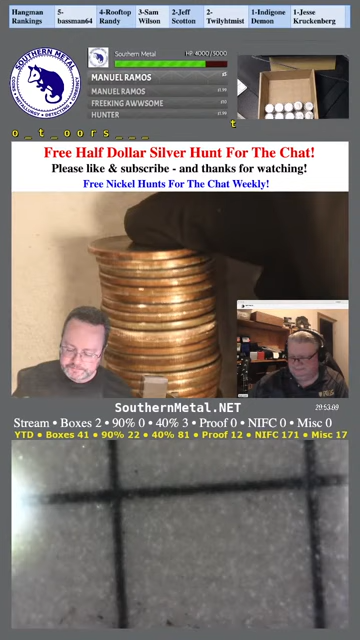 Hangman Rankings
5-bassman64
4-Rooftop Randy
3-Sam Wilson
2-Jeff Scotton
2-Twilyhtmist
1-Indigone Demon
1-Jesse Kruckenberg
SOUTHERN METAL
Southern Metal
HP: 4000/5000
MANUEL RAMOS
MANUEL RAMOS
FREEKING AWWSOME
HUNTER
t
o_t_oors___
Free Half Dollar Silver Hunt For The Chat!
Please like & subscribe - and thanks for watching!
Free Nickel Hunts For The Chat Weekly!
SouthernMetal.NET
Stream • Boxes 2 • 90% 0 • 40% 3 • Proof 0 • NIFC 0 • Misc 0
YTD • Boxes 41 • 90% 22 • 40% 81 • Proof 12 • NIFC 171 • Misc 17